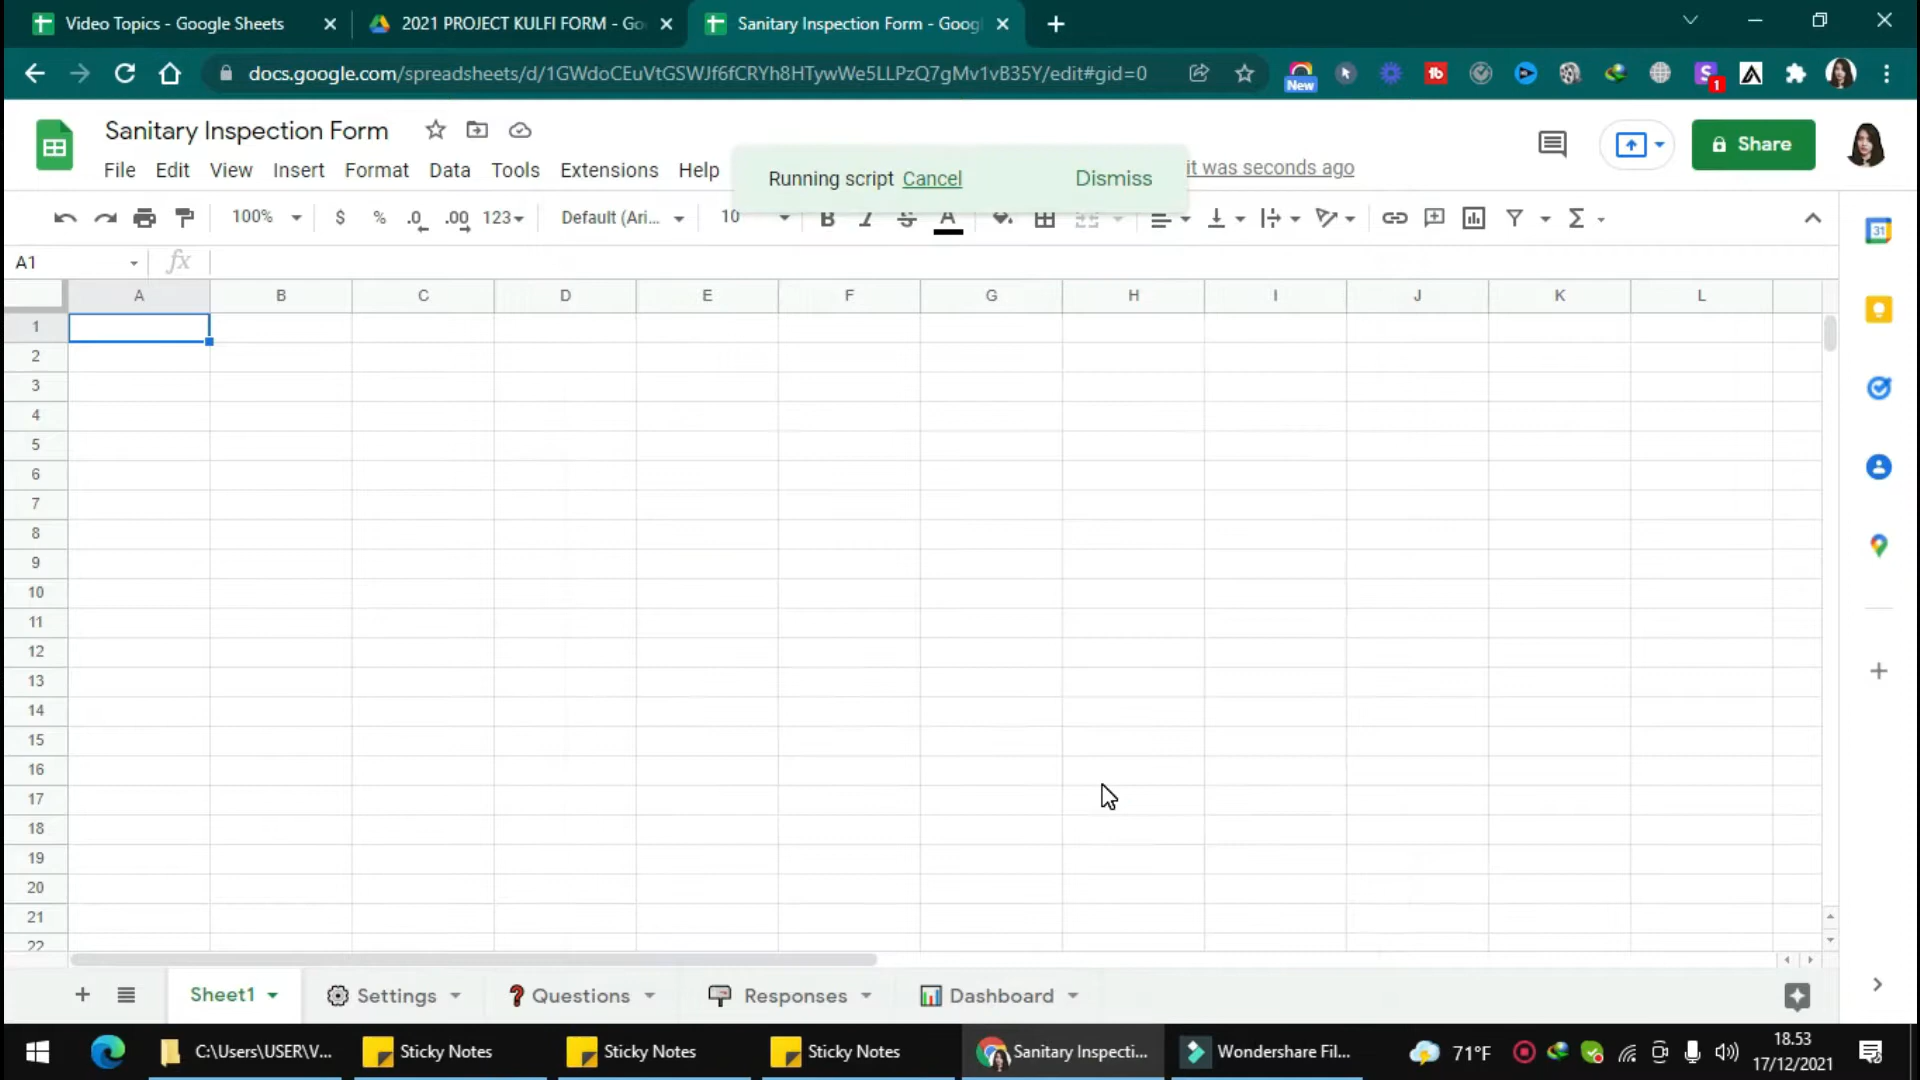 Video Topics - Google Sheets
2021 PROJECT KULFI FORM - Go
Sanitary Inspection Form - Goog
docs.google.com/spreadsheets/d/1GWdoCEuVtGSWJf6fCRYh8HTywWe5LLPzQ7gMv1vB35Y/edit#gid=0
New
1
Sanitary Inspection Form
File Edit View Insert Format Data Tools Extensions Help
Running script Cancel Dismiss
it was seconds ago
Share
100% $ % .0 .00 123 Default (Ari... 10 B I S A
31
A1 fx
A B C D E F G H I J K L
1
2
3
4
5
6
7
8
9
10
11
12
13
14
15
16
17
18
19
20
21
22
Sheet1 Settings Questions Responses Dashboard
C:\Users\USER\V...
Sticky Notes
Sticky Notes
Sticky Notes
Sanitary Inspecti...
Wondershare Fil...
71°F
18.53
17/12/2021